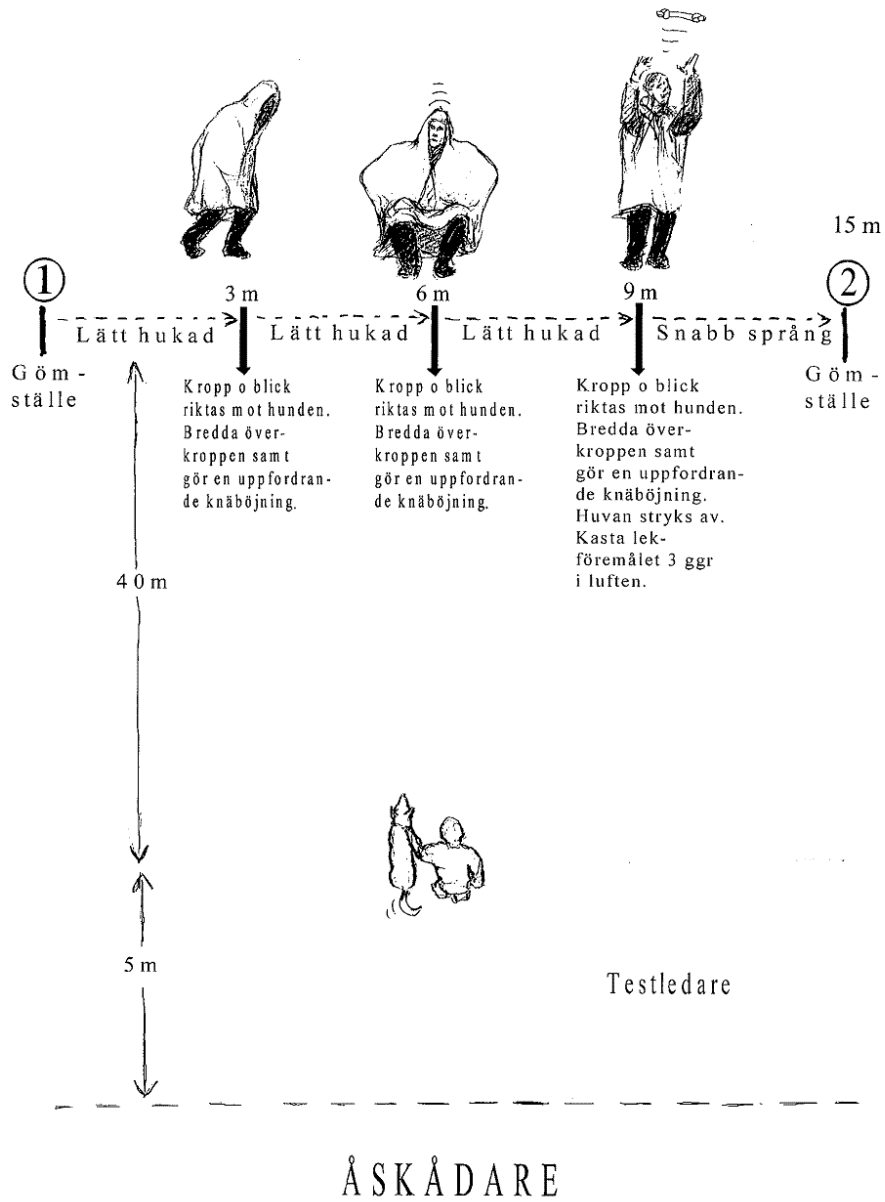 15 m
1
3 m
6 m
9 m
2
Lätt hukad
Lätt hukad
Lätt hukad
Snabb språng
Göm-
ställe
Kropp o blick
riktas mot hunden.
Bredda över-
kroppen samt
gör en uppfordran-
de knäböjning.
Kropp o blick
riktas mot hunden.
Bredda över-
kroppen samt
gör en uppfordran-
de knäböjning.
Kropp o blick
riktas mot hunden.
Bredda över-
kroppen samt
gör en uppfordran-
de knäböjning.
Huvan stryks av.
Kasta lek-
föremålet 3 ggr
i luften.
Göm-
ställe
40 m
5 m
Testledare
ÅSKÅDARE